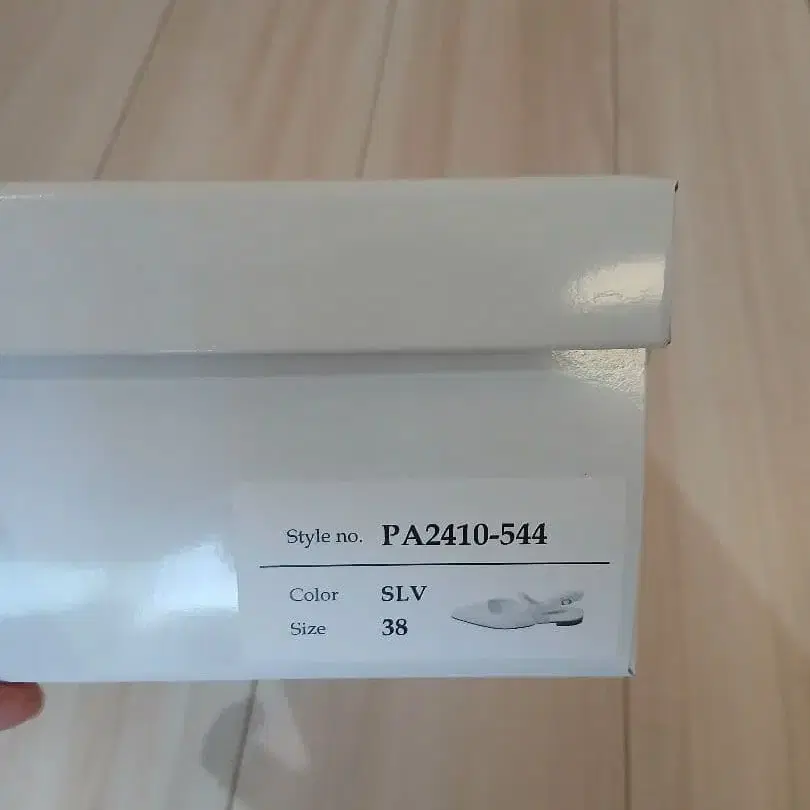 Style no. PA2410-544
Color SLV
Size 38